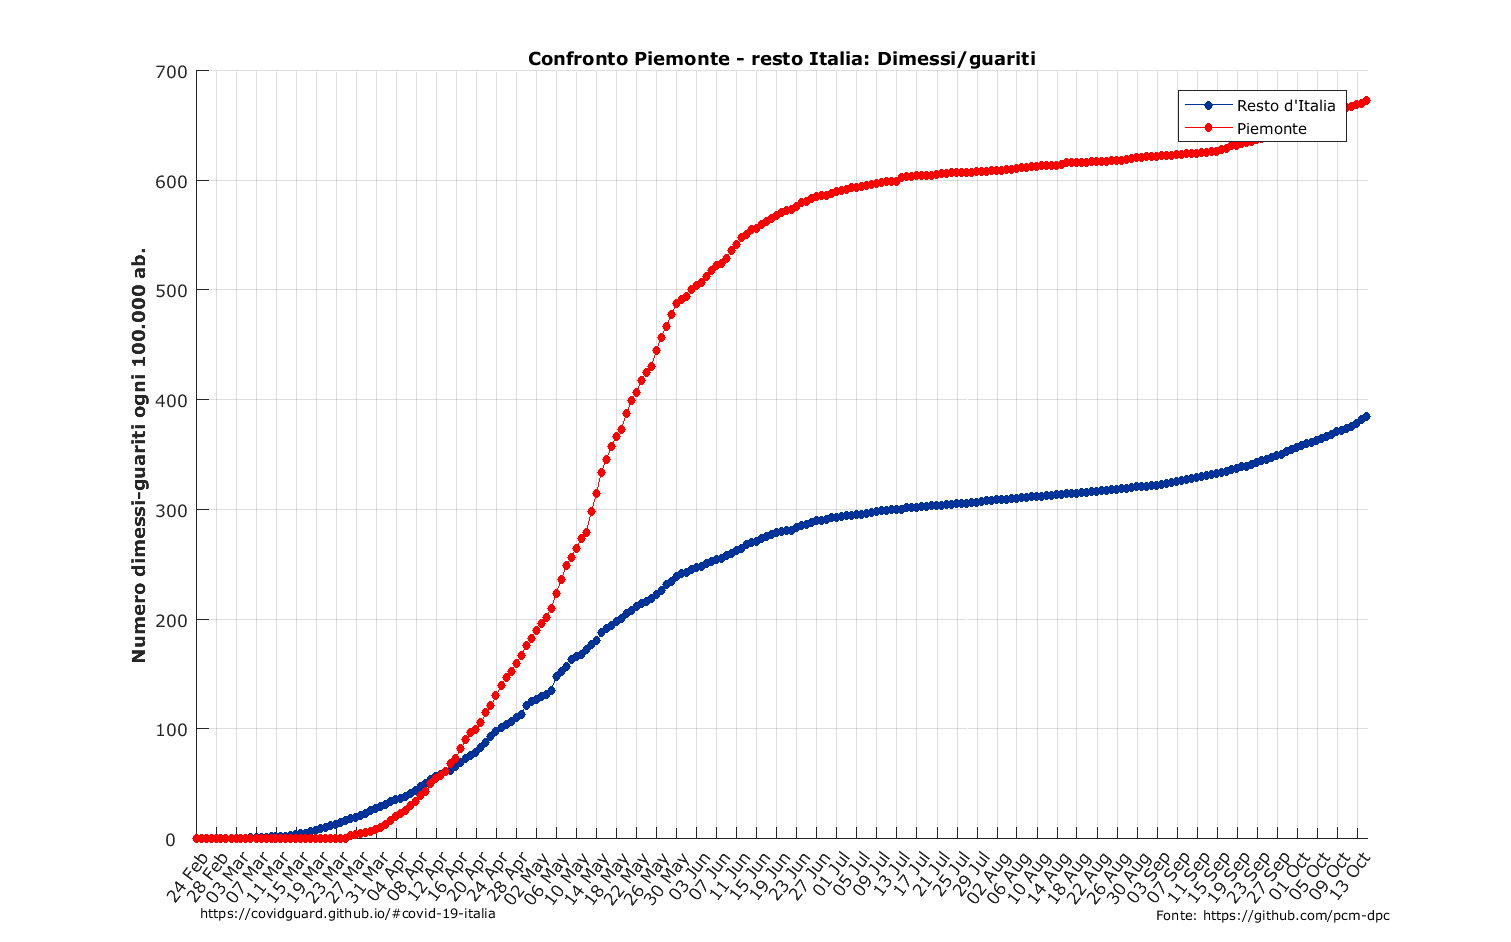 Confronto Piemonte - resto Italia: Dimessi/guariti
Numero dimessi-guariti ogni 100.000 ab.
700
600
500
400
300
200
100
0
Resto d'Italia
Piemonte
24 Feb
28 Feb
03 Mar
07 Mar
11 Mar
15 Mar
19 Mar
23 Mar
27 Mar
31 Mar
04 Apr
08 Apr
12 Apr
16 Apr
20 Apr
24 Apr
28 Apr
02 May
06 May
10 May
14 May
18 May
22 May
26 May
30 May
03 Jun
07 Jun
11 Jun
15 Jun
19 Jun
23 Jun
27 Jun
01 Jul
05 Jul
09 Jul
13 Jul
17 Jul
21 Jul
25 Jul
29 Jul
02 Aug
06 Aug
10 Aug
14 Aug
18 Aug
22 Aug
26 Aug
30 Aug
03 Sep
07 Sep
11 Sep
15 Sep
19 Sep
23 Sep
27 Sep
01 Oct
05 Oct
09 Oct
13 Oct
https://covidguard.github.io/#covid-19-italia
Fonte: https://github.com/pcm-dpc